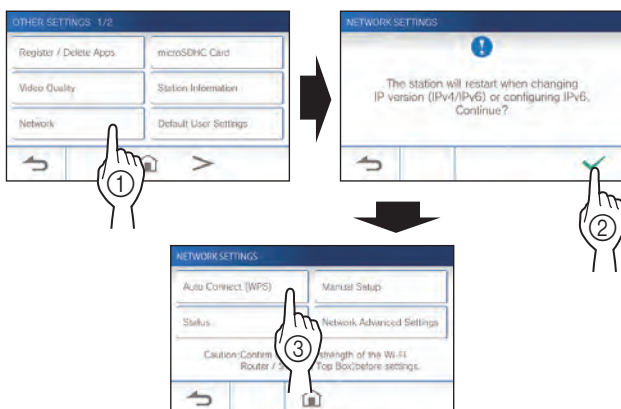 OTHER SETTINGS 1/2
Register / Delete Apps
microSDHC Card
Video Quality
Station Information
Network
Default User Settings
1
NETWORK SETTINGS
The station will restart when changing
IP version (IPv4/IPv6) or configuring IPv6.
Continue?
2
NETWORK SETTINGS
Auto Connect (WPS)
Manual Setup
Status
Network Advanced Settings
Caution:Confirm strength of the Wi-Fi
Router / Top Box)before settings.
3